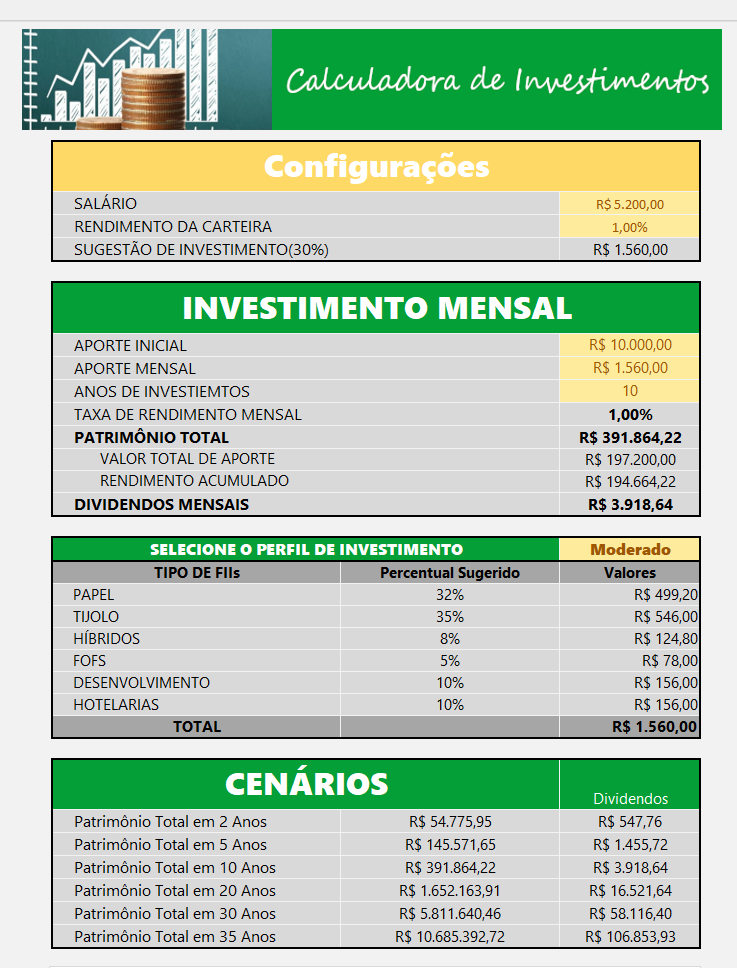 Calculadora de Investimentos
Configurações
SALÁRIO R$ 5.200,00
RENDIMENTO DA CARTEIRA 1,00%
SUGESTÃO DE INVESTIMENTO(30%) R$ 1.560,00
INVESTIMENTO MENSAL
APORTE INICIAL R$ 10.000,00
APORTE MENSAL R$ 1.560,00
ANOS DE INVESTIEMTOS 10
TAXA DE RENDIMENTO MENSAL 1,00%
PATRIMÔNIO TOTAL R$ 391.864,22
VALOR TOTAL DE APORTE R$ 197.200,00
RENDIMENTO ACUMULADO R$ 194.664,22
DIVIDENDOS MENSAIS R$ 3.918,64
SELECIONE O PERFIL DE INVESTIMENTO Moderado
TIPO DE FIIs Percentual Sugerido Valores
PAPEL 32% R$ 499,20
TIJOLO 35% R$ 546,00
HÍBRIDOS 8% R$ 124,80
FOFS 5% R$ 78,00
DESENVOLVIMENTO 10% R$ 156,00
HOTELARIAS 10% R$ 156,00
TOTAL R$ 1.560,00
CENÁRIOS Dividendos
Patrimônio Total em 2 Anos R$ 54.775,95 R$ 547,76
Patrimônio Total em 5 Anos R$ 145.571,65 R$ 1.455,72
Patrimônio Total em 10 Anos R$ 391.864,22 R$ 3.918,64
Patrimônio Total em 20 Anos R$ 1.652.163,91 R$ 16.521,64
Patrimônio Total em 30 Anos R$ 5.811.640,46 R$ 58.116,40
Patrimônio Total em 35 Anos R$ 10.685.392,72 R$ 106.853,93